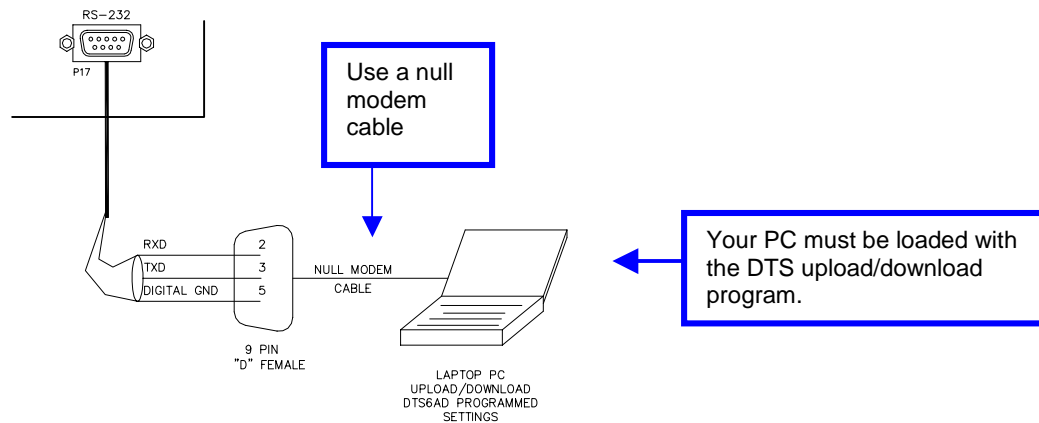 RS-232
P17
Use a null
modem
cable
RXD
2
TXD
3
DIGITAL GND
5
NULL MODEM
CABLE
9 PIN
"D" FEMALE
LAPTOP PC
UPLOAD/DOWNLOAD
DTS6AD PROGRAMMED
SETTINGS
Your PC must be loaded with
the DTS upload/download
program.